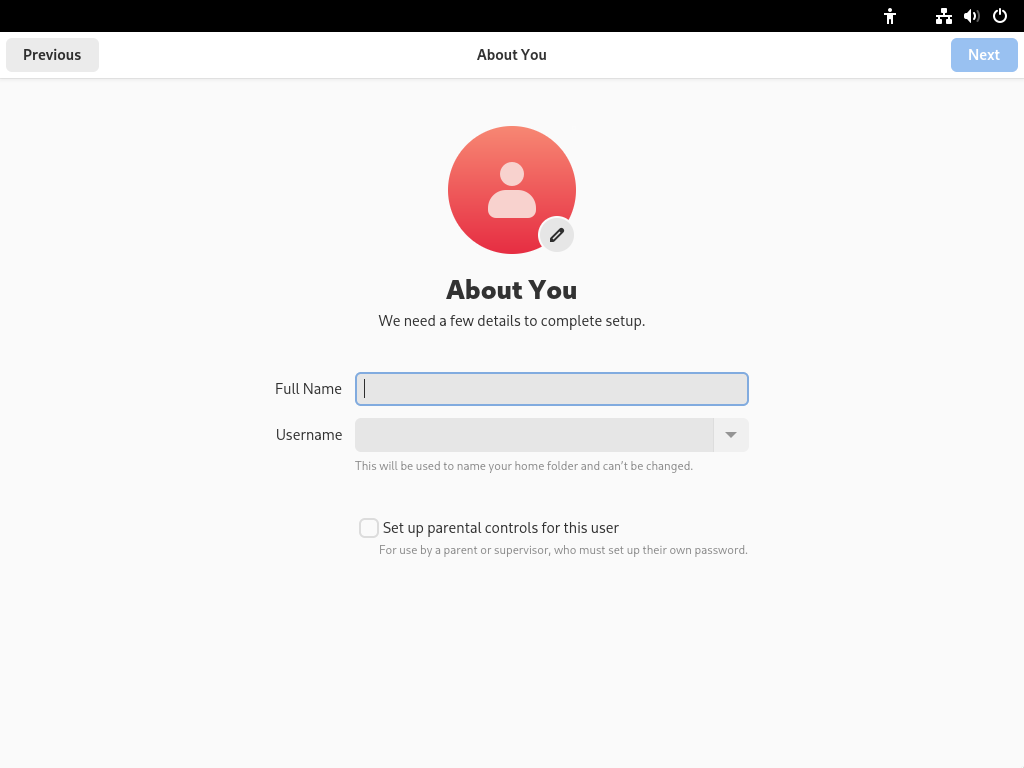 Previous
About You
Next
About You
We need a few details to complete setup.
Full Name
Username
This will be used to name your home folder and can’t be changed.
Set up parental controls for this user
For use by a parent or supervisor, who must set up their own password.